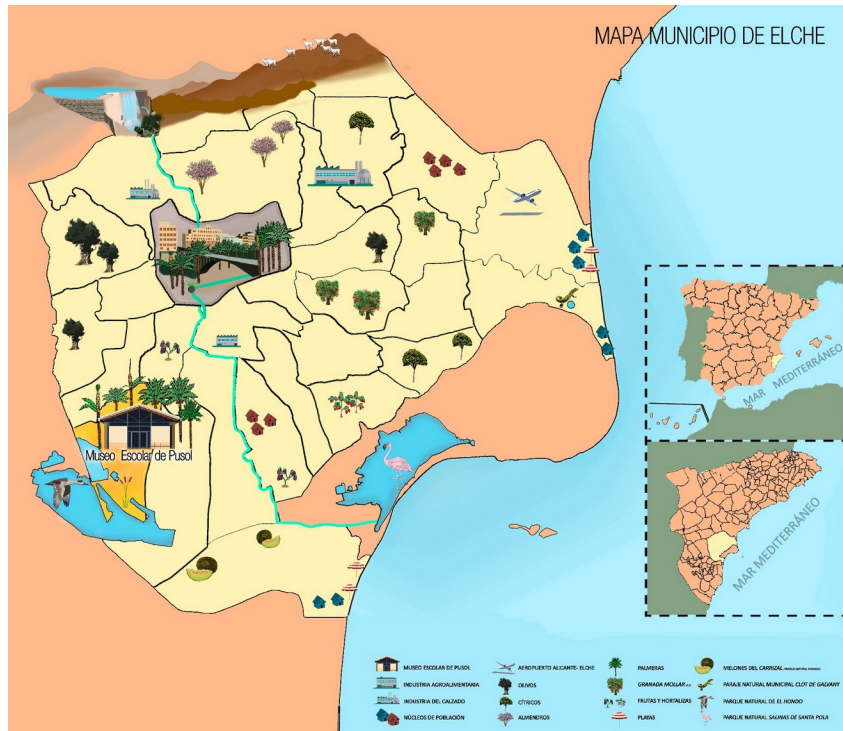 MAPA MUNICIPIO DE ELCHE
Museo Escolar de Pusol
MAR MEDITERRÁNEO
MAR MEDITERRÁNEO
MUSEO ESCOLAR DE PUSOL
INDUSTRIA AGROALIMENTARIA
INDUSTRIA DEL CALZADO
NÚCLEOS DE POBLACIÓN
AEROPUERTO ALICANTE- ELCHE
OLIVOS
CÍTRICOS
ALMENDROS
PALMERAS
GRANADA MOLLAR
FRUTAS Y HORTALIZAS
PLAYAS
MELONES DEL CARRIZAL
PARAJE NATURAL MUNICIPAL CLOT DE GALVANY
PARQUE NATURAL DE EL HONDO
PARQUE NATURAL SALINAS DE SANTA POLA